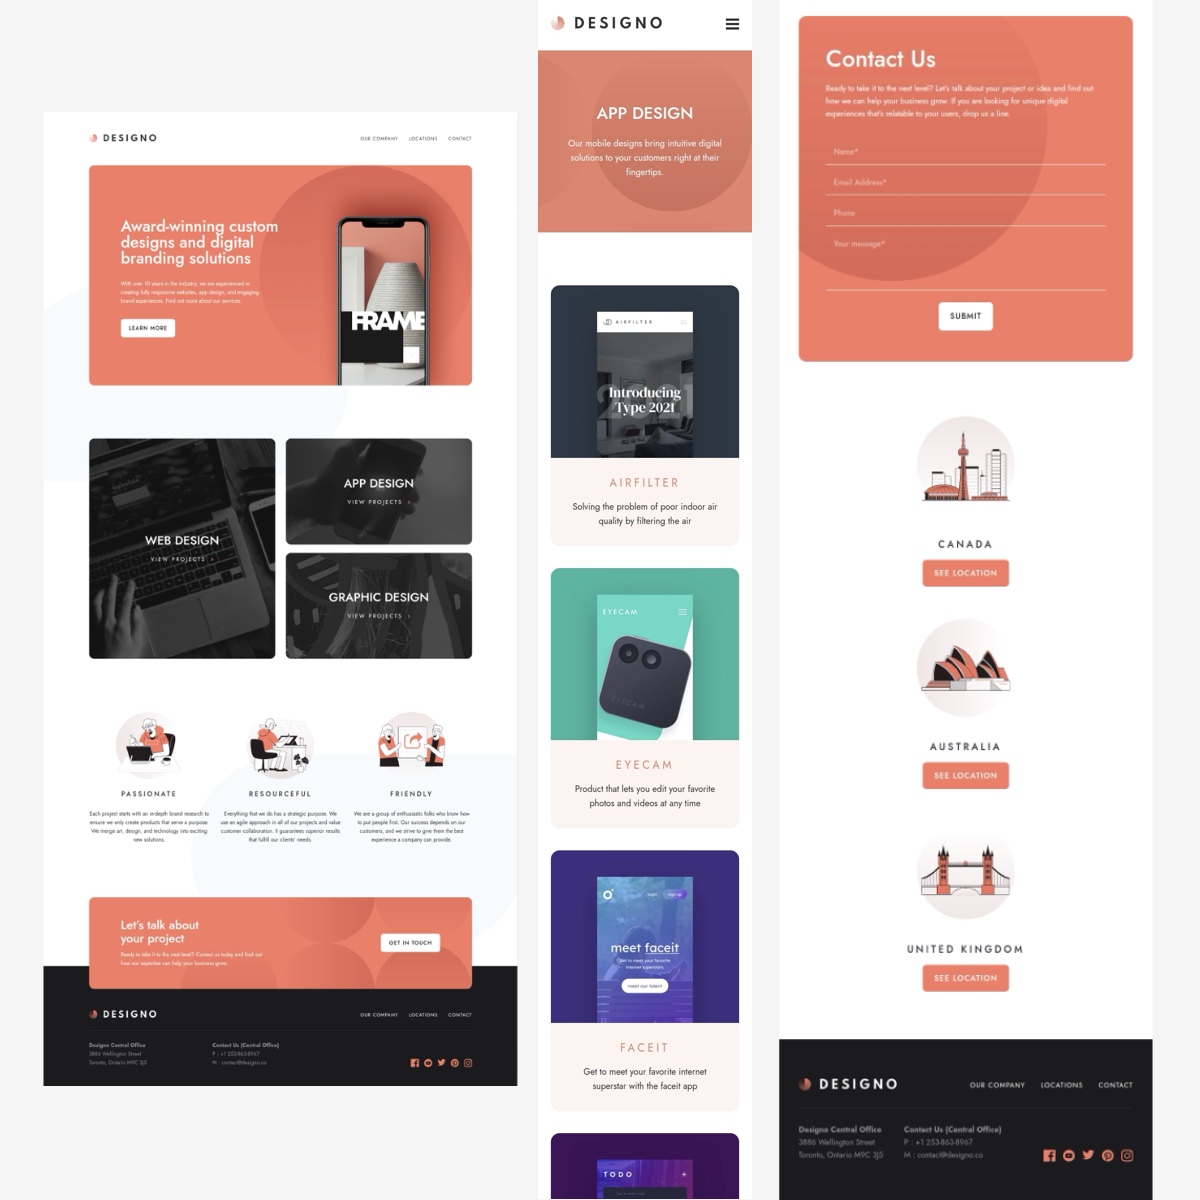 DESIGNO
OUR COMPANY
LOCATIONS
CONTACT
Award-winning custom
designs and digital
branding solutions
With over 10 years in the industry, we are experienced in
creating fully responsive websites, app design, and engaging
brand experiences. Find out more about our services.
LEARN MORE
FRAME
WEB DESIGN
VIEW PROJECTS
APP DESIGN
VIEW PROJECTS
GRAPHIC DESIGN
VIEW PROJECTS
PASSIONATE
Each project starts with an in-depth brand research to
ensure we only create products that serve a purpose.
We merge art, design, and technology into exciting
new solutions.
RESOURCEFUL
Everything that we do has a strategic purpose. We
use an agile approach in all of our projects and value
customer collaboration. It guarantees superior results
that fulfill our clients' needs.
FRIENDLY
We are a group of enthusiastic folks who know how
to put people first. Our success depends on our
customers, and we strive to give them the best
experience a company can provide.
Let's talk about
your project
Ready to take it to the next level? Contact us today and find out
how our expertise can help your business grow.
GET IN TOUCH
DESIGNO
OUR COMPANY
LOCATIONS
CONTACT
Designo Central Office
3886 Wellington Street
Toronto, Ontario M9C 3J5
Contact Us (Central Office)
P : +1 253-863-8967
M : contact@designo.co
DESIGNO
APP DESIGN
Our mobile designs bring intuitive digital
solutions to your customers right at their
fingertips.
AIRFILTER
Introducing
Type 2021
AIRFILTER
Solving the problem of poor indoor air
quality by filtering the air
EYECAM
EYECAM
EYECAM
Product that lets you edit your favorite
photos and videos at any time
login
sign up
meet faceit
Get to meet your favorite
internet superstars.
meet our talent
FACEIT
Get to meet your favorite internet
superstar with the faceit app
TODO
Contact Us
Ready to take it to the next level? Let's talk about your project or idea and find out
how we can help your business grow. If you are looking for unique digital
experiences that's relatable to your users, drop us a line.
Name*
Email Address*
Phone
Your message*
SUBMIT
CANADA
SEE LOCATION
AUSTRALIA
SEE LOCATION
UNITED KINGDOM
SEE LOCATION
DESIGNO
OUR COMPANY
LOCATIONS
CONTACT
Designo Central Office
3886 Wellington Street
Toronto, Ontario M9C 3J5
Contact Us (Central Office)
P : +1 253-863-8967
M : contact@designo.co